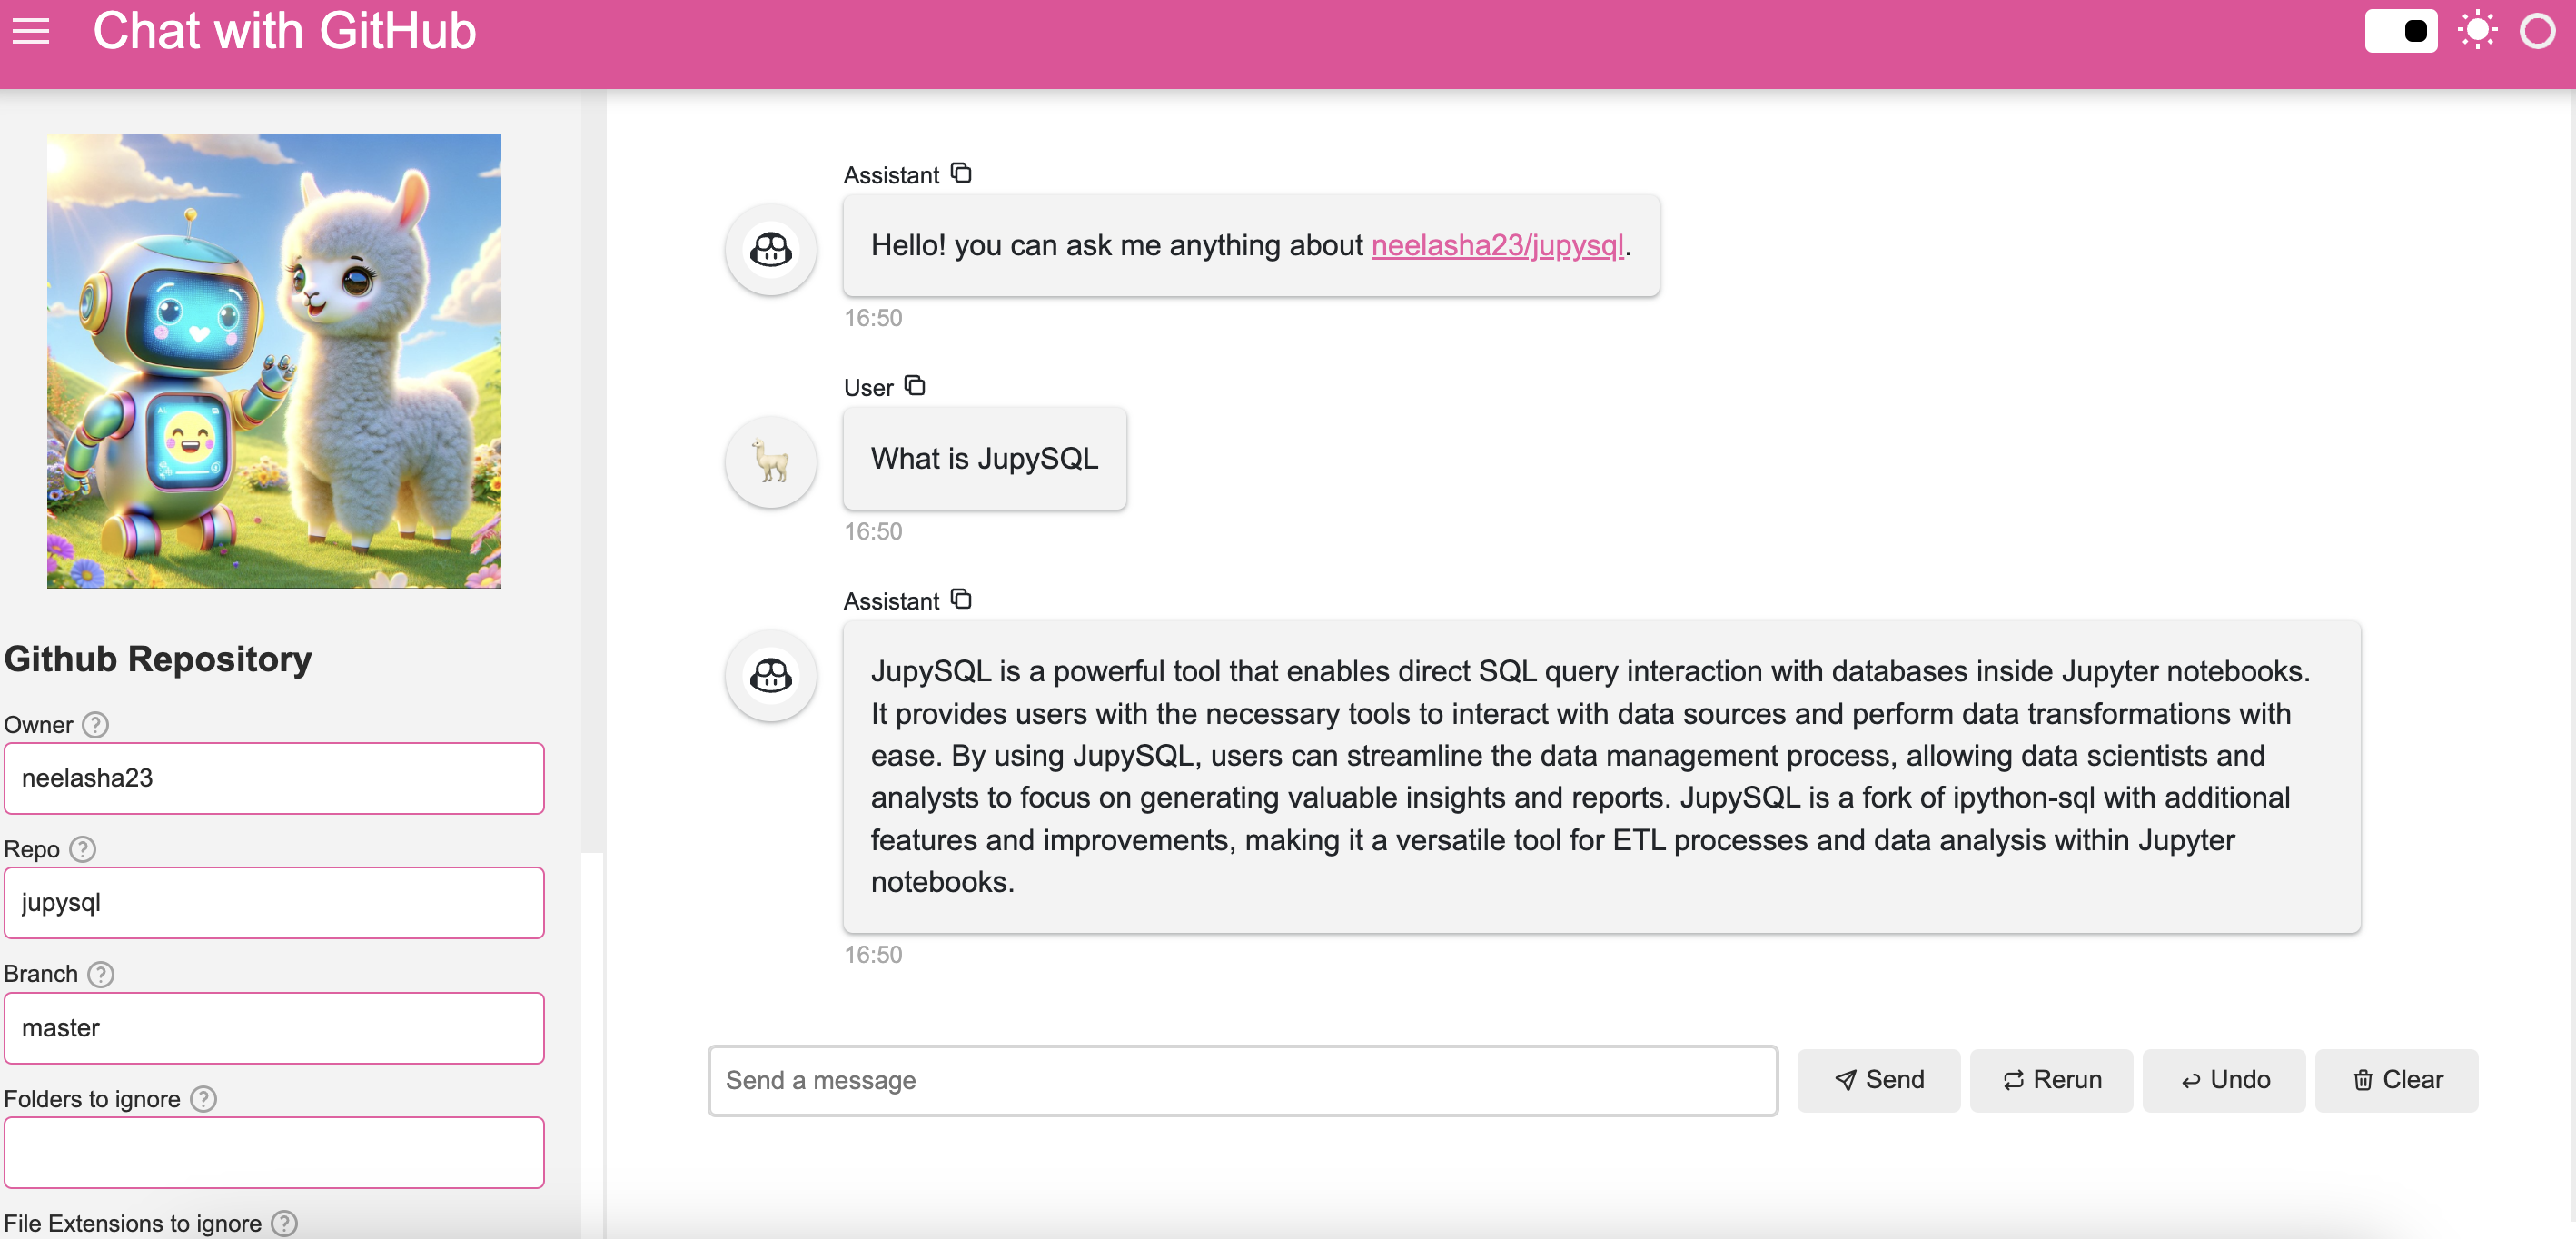 Chat with GitHub
Github Repository
Owner
neelasha23
Repo
jupysql
Branch
master
Folders to ignore
File Extensions to ignore
Assistant
Hello! you can ask me anything about neelasha23/jupysql.
16:50
User
What is JupySQL
16:50
Assistant
JupySQL is a powerful tool that enables direct SQL query interaction with databases inside Jupyter notebooks.
It provides users with the necessary tools to interact with data sources and perform data transformations with
ease. By using JupySQL, users can streamline the data management process, allowing data scientists and
analysts to focus on generating valuable insights and reports. JupySQL is a fork of ipython-sql with additional
features and improvements, making it a versatile tool for ETL processes and data analysis within Jupyter
notebooks.
16:50
Send a message
Send
Rerun
Undo
Clear